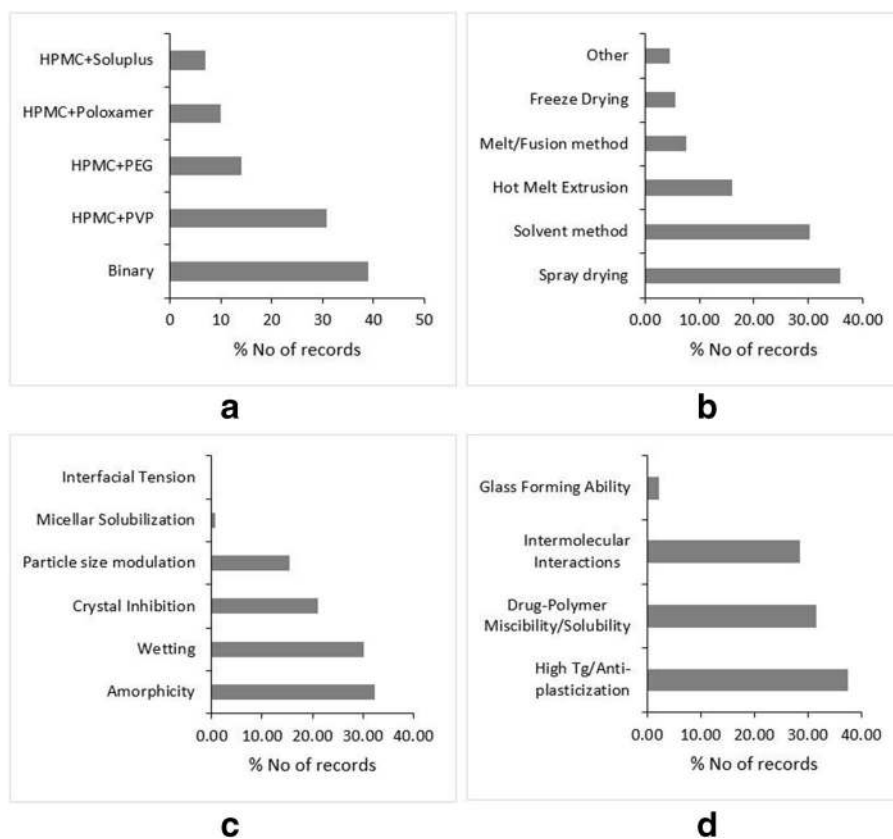 HPMC+Soluplus
HPMC+Poloxamer
HPMC+PEG
HPMC+PVP
Binary
0 10 20 30 40 50
% No of records
a
Other
Freeze Drying
Melt/Fusion method
Hot Melt Extrusion
Solvent method
Spray drying
0.00 10.00 20.00 30.00 40.00
% No of records
b
Interfacial Tension
Micellar Solubilization
Particle size modulation
Crystal Inhibition
Wetting
Amorphicity
0.00 10.00 20.00 30.00 40.00
% No of records
c
Glass Forming Ability
Intermolecular
Interactions
Drug-Polymer
Miscibility/Solubility
High Tg/Anti-
plasticization
0.00 10.00 20.00 30.00 40.00
% No of records
d